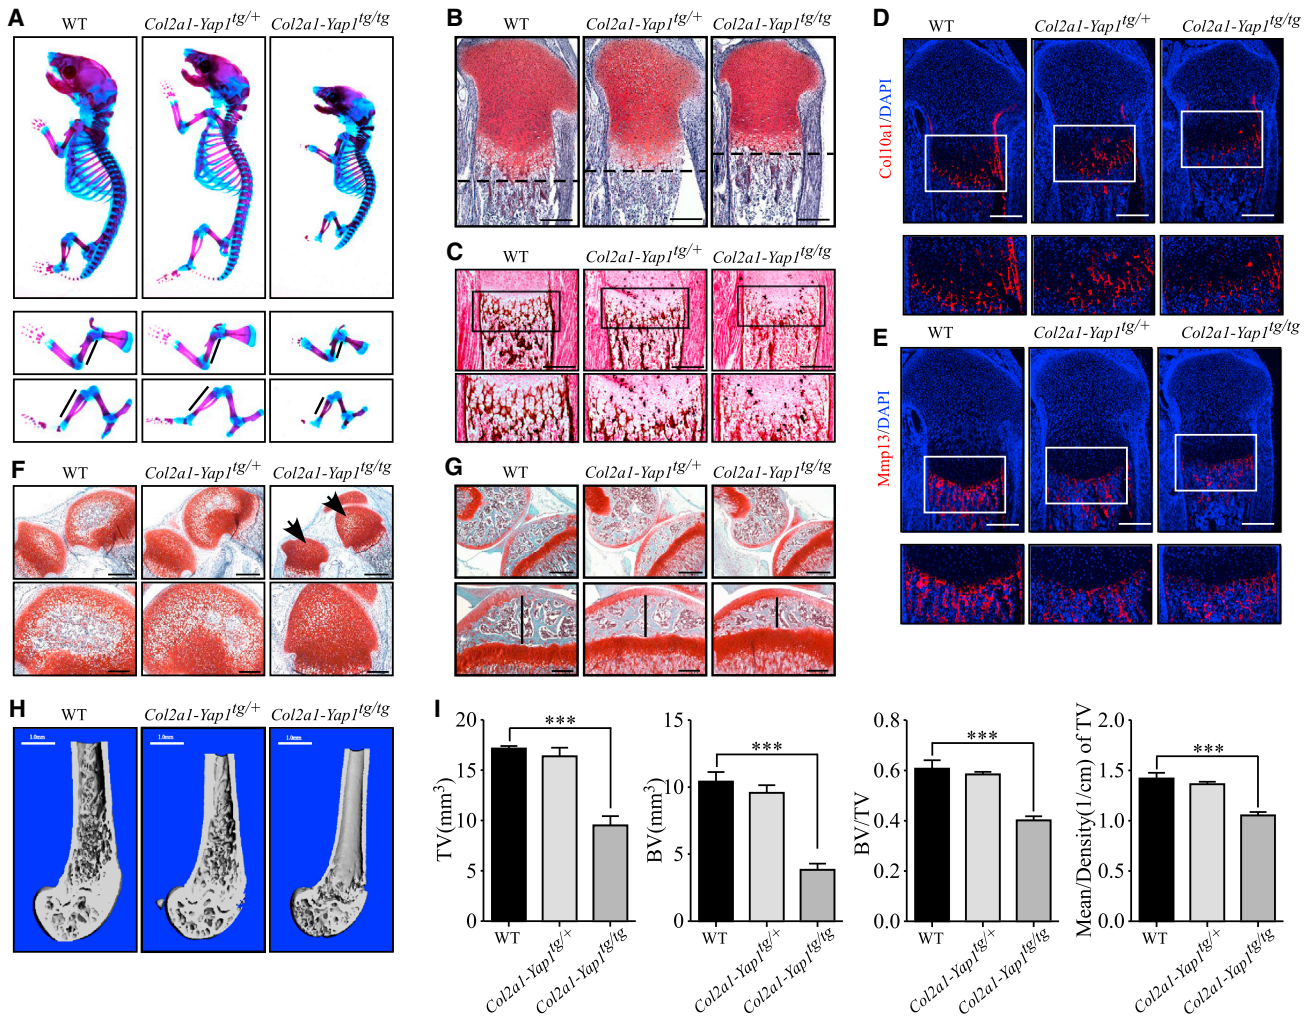 A
WT
Col2a1-Yap1tg/+
Col2a1-Yap1tg/tg
B
WT
Col2a1-Yap1tg/+
Col2a1-Yap1tg/tg
C
WT
Col2a1-Yap1tg/+
Col2a1-Yap1tg/tg
D
WT
Col2a1-Yap1tg/+
Col2a1-Yap1tg/tg
Col10a1/DAPI
E
WT
Col2a1-Yap1tg/+
Col2a1-Yap1tg/tg
Mmp13/DAPI
F
WT
Col2a1-Yap1tg/+
Col2a1-Yap1tg/tg
G
WT
Col2a1-Yap1tg/+
Col2a1-Yap1tg/tg
H
WT
Col2a1-Yap1tg/+
Col2a1-Yap1tg/tg
1.0mm
1.0mm
1.0mm
I
TV(mm3)
20
15
10
5
0
***
WT
Col2a1-Yap1tg/+
Col2a1-Yap1tg/tg
BV(mm3)
15
10
5
0
***
WT
Col2a1-Yap1tg/+
Col2a1-Yap1tg/tg
BV/TV
0.8
0.6
0.4
0.2
0.0
***
WT
Col2a1-Yap1tg/+
Col2a1-Yap1tg/tg
Mean/Density(1/cm) of TV
2.0
1.5
1.0
0.5
0.0
***
WT
Col2a1-Yap1tg/+
Col2a1-Yap1tg/tg